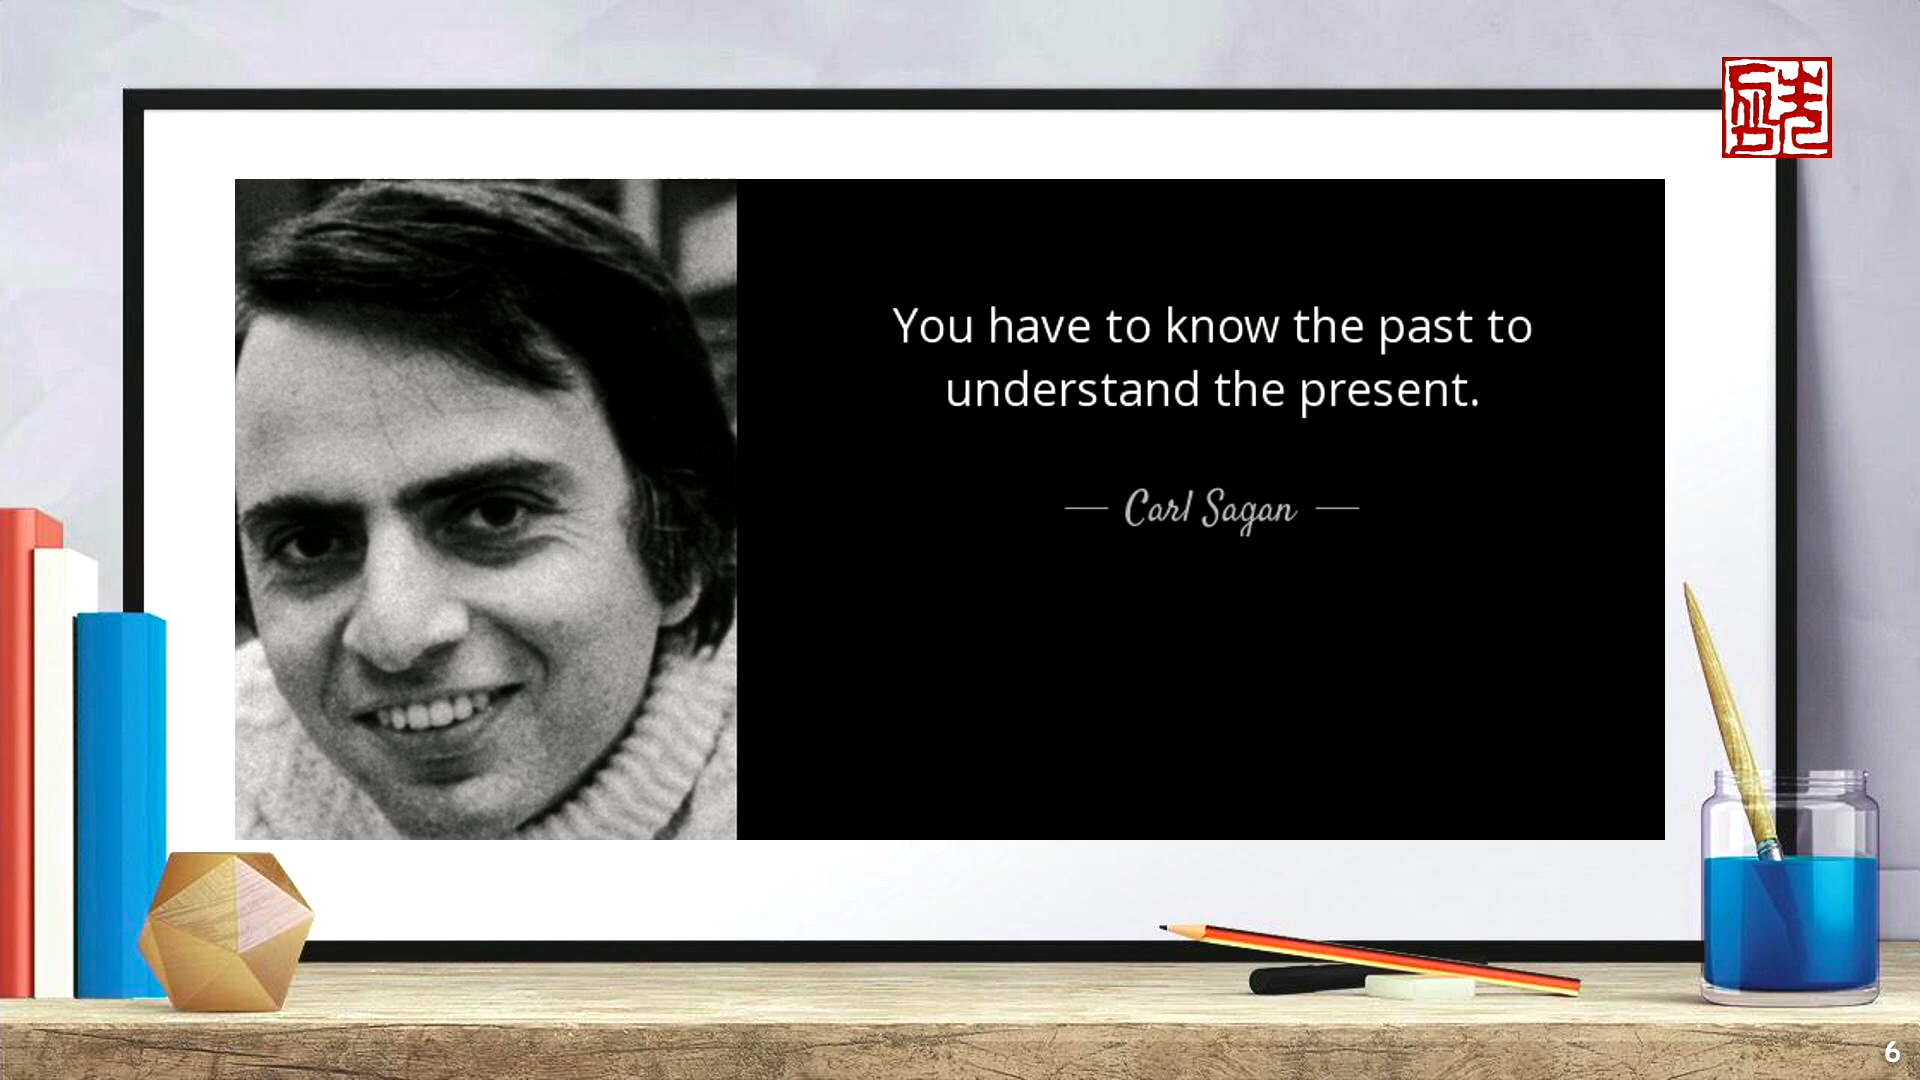 You have to know the past to
understand the present.
— Carl Sagan —
6